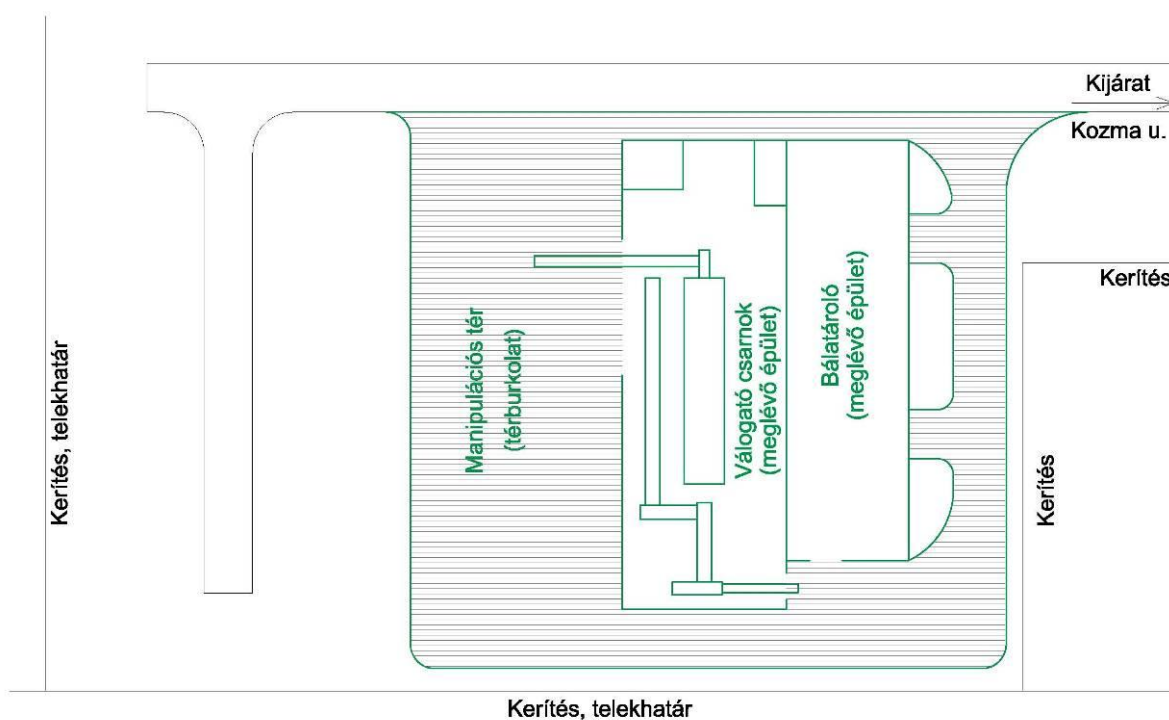 Kijárat
Kozma u.
Kerítés
Kerítés, telekhatár
Manipulációs tér
(térburkolat)
Válogató csarnok
(meglévő épület)
Bálatároló
(meglévő épület)
Kerítés
Kerítés, telekhatár